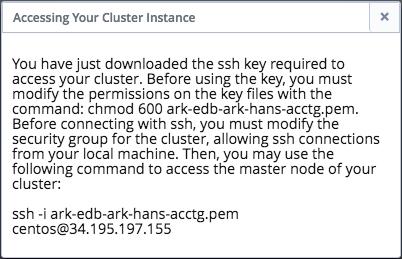 Accessing Your Cluster Instance
You have just downloaded the ssh key required to
access your cluster. Before using the key, you must
modify the permissions on the key files with the
command: chmod 600 ark-edb-ark-hans-acctg.pem.
Before connecting with ssh, you must modify the
security group for the cluster, allowing ssh connections
from your local machine. Then, you may use the
following command to access the master node of your
cluster:
ssh -i ark-edb-ark-hans-acctg.pem
centos@34.195.197.155